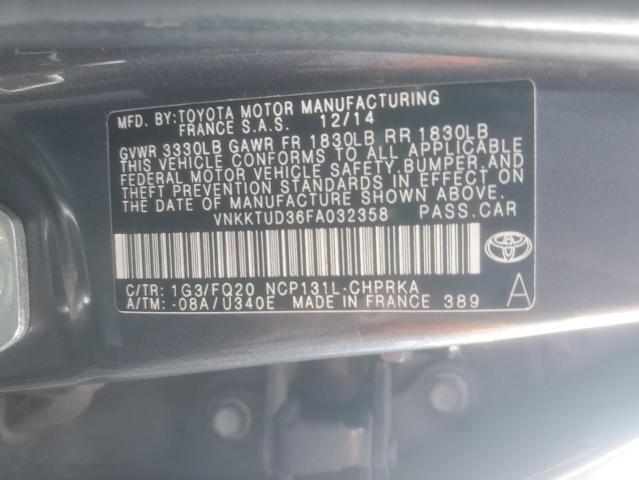 MFD. BY: TOYOTA MOTOR MANUFACTURING
FRANCE S.A.S. 12/14
GVWR 3330LB GAWR FR 1830LB RR 1830LB
THIS VEHICLE CONFORMS TO ALL APPLICABLE
FEDERAL MOTOR VEHICLE SAFETY, BUMPER, AND
THEFT PREVENTION STANDARDS IN EFFECT ON
THE DATE OF MANUFACTURE SHOWN ABOVE.
VNKKTUD36FA032358 PASS. CAR
C/TR: 1G3/FQ20 NCP131L-CHPRKA
A/TM: -08A/U340E MADE IN FRANCE 389
A